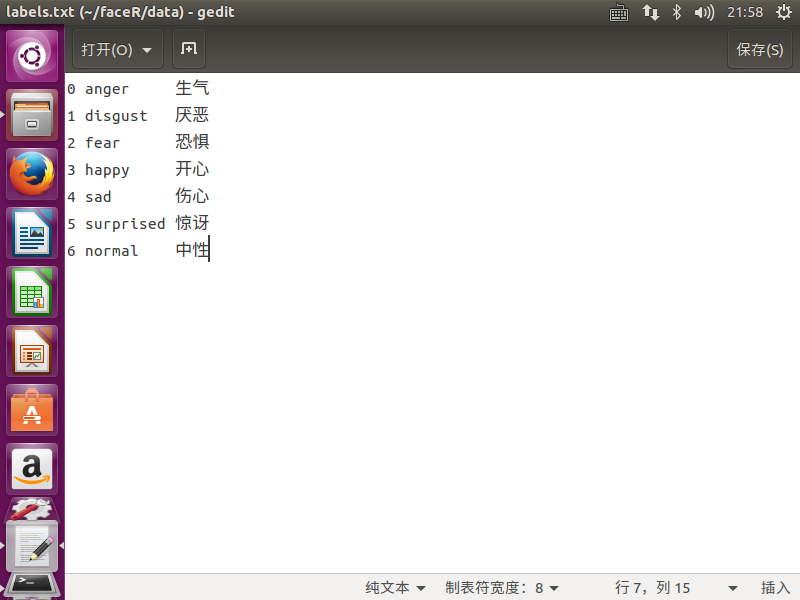 labels.txt (~/faceR/data) - gedit
21:58
打开(O)
保存(S)
0 anger 生气
1 disgust 厌恶
2 fear 恐惧
3 happy 开心
4 sad 伤心
5 surprised 惊讶
6 normal 中性
纯文本 制表符宽度：8 行 7，列 15 插入